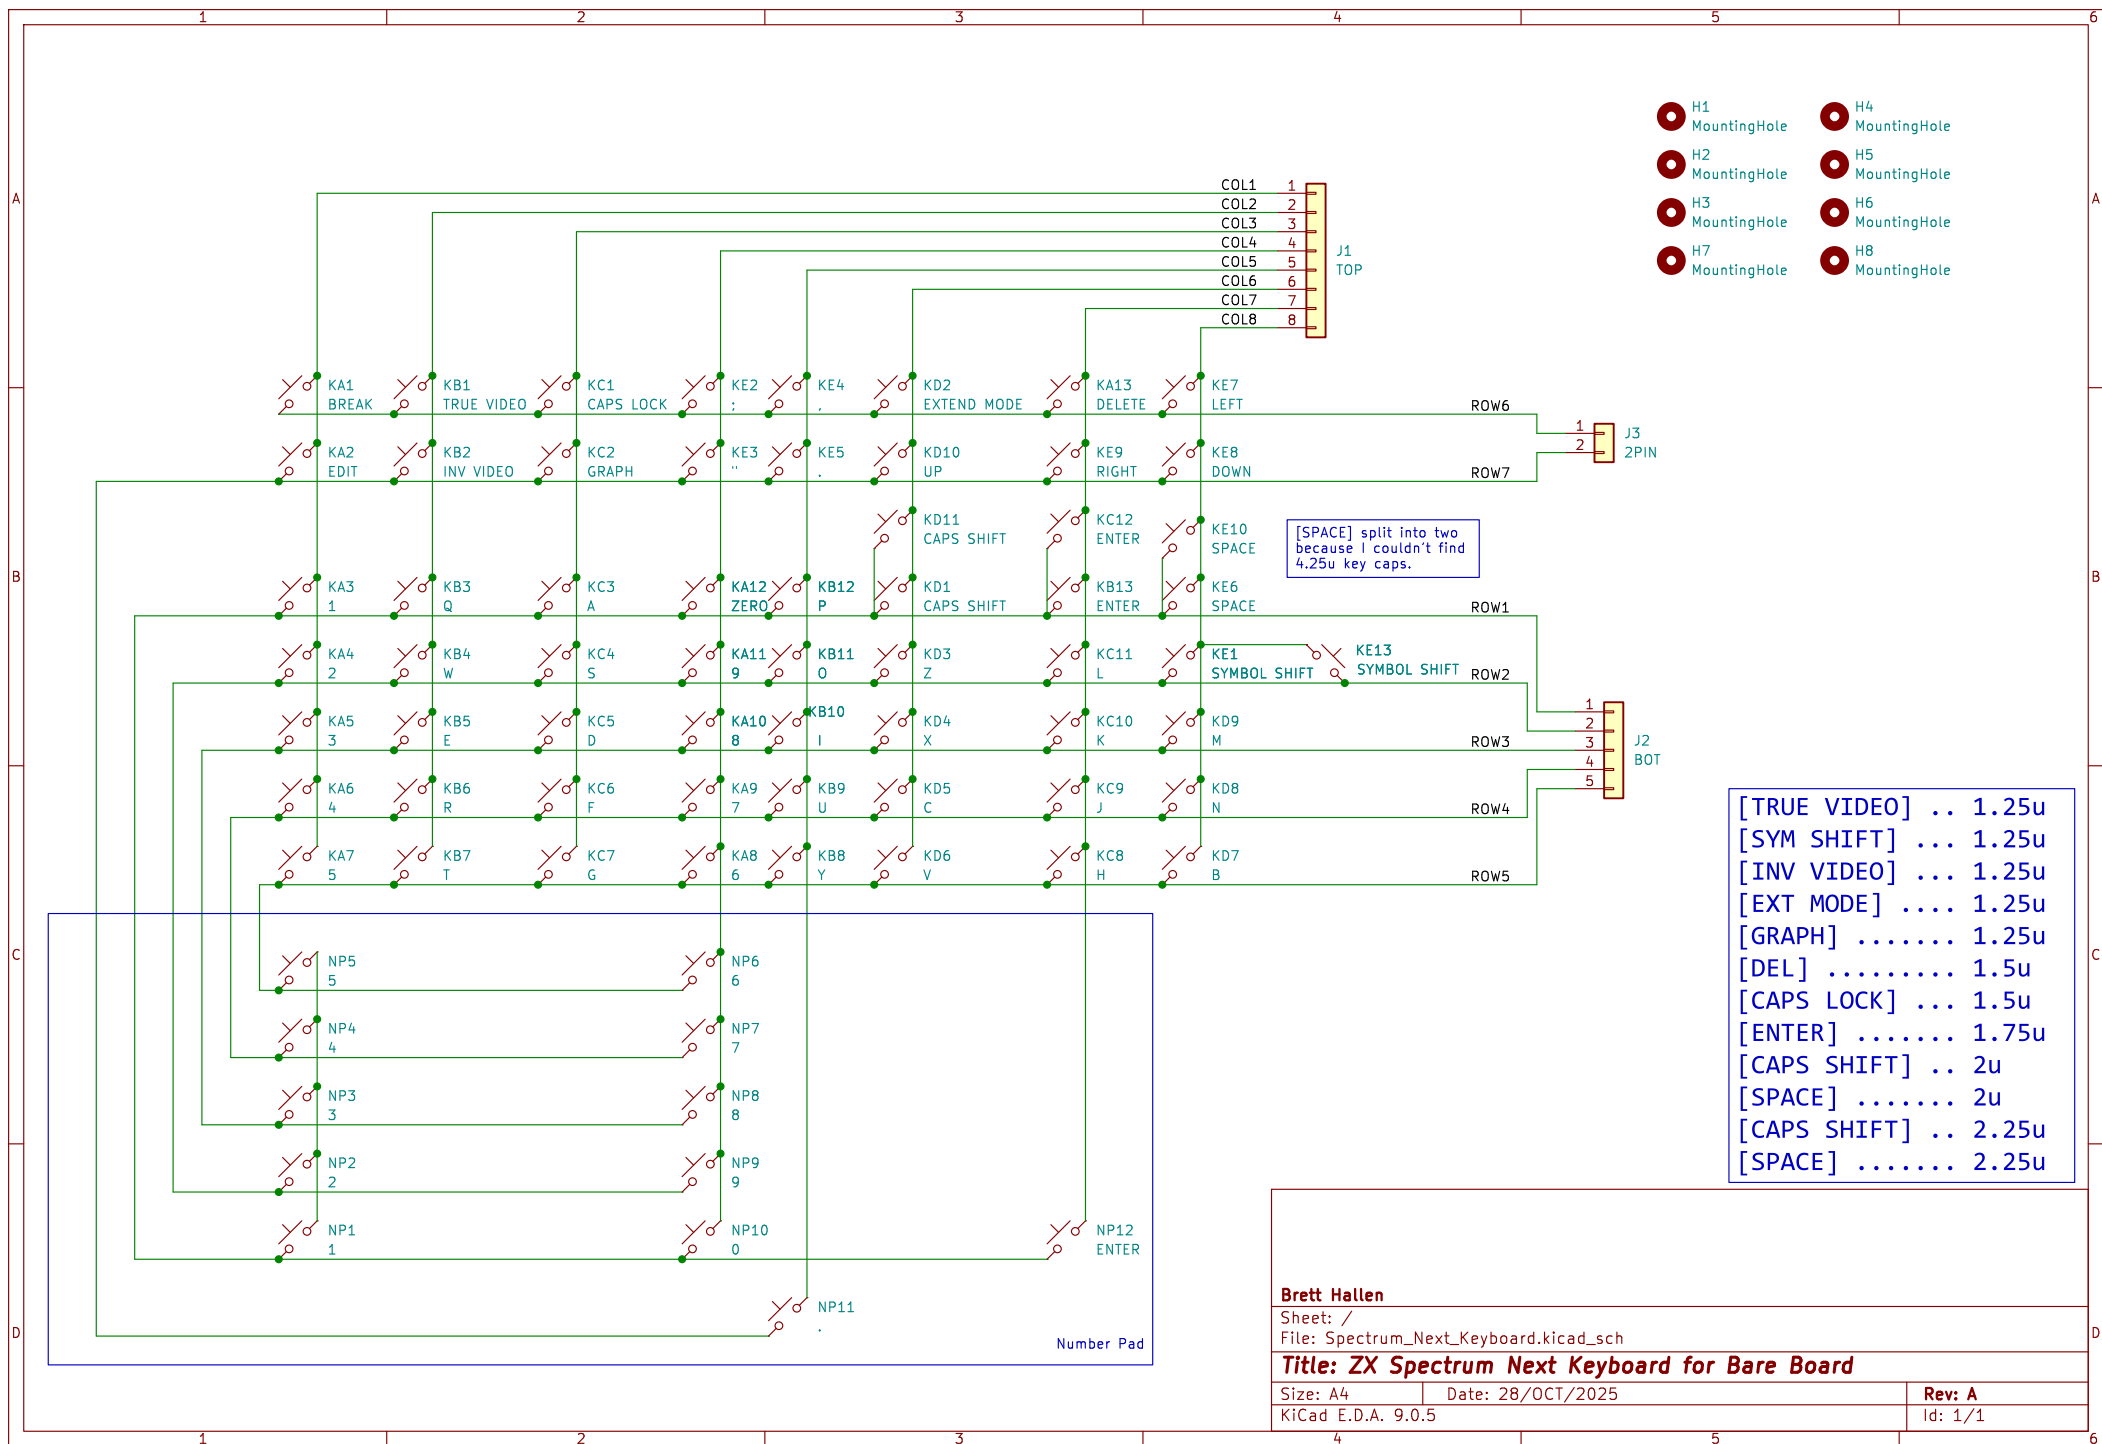 1 2 3 4 5 6
A
B
C
D
A
B
C
D
1 2 3 4 5 6
H1
MountingHole
H4
MountingHole
H2
MountingHole
H5
MountingHole
H3
MountingHole
H6
MountingHole
H7
MountingHole
H8
MountingHole
COL1 1
COL2 2
COL3 3
COL4 4
COL5 5
COL6 6
COL7 7
COL8 8
J1
TOP
KA1 KB1 KC1 KE2 KE4 KD2 KA13 KE7
BREAK TRUE VIDEO CAPS LOCK ; , EXTEND MODE DELETE LEFT
ROW6
KA2 KB2 KC2 KE3 KE5 KD10 KE9 KE8
EDIT INV VIDEO GRAPH " . UP RIGHT DOWN
ROW7
1
2
J3
2PIN
KD11 KC12 KE10
CAPS SHIFT ENTER SPACE
[SPACE] split into two
because I couldn't find
4.25u key caps.
KA3 KB3 KC3 KA12 KB12 KD1 KB13 KE6
1 Q A ZERO P CAPS SHIFT ENTER SPACE
ROW1
KA4 KB4 KC4 KA11 KB11 KD3 KC11 KE1 KE13
2 W S 9 O Z L SYMBOL SHIFT SYMBOL SHIFT
ROW2
KA5 KB5 KC5 KA10 KB10 KD4 KC10 KD9
3 E D 8 I X K M
ROW3
KA6 KB6 KC6 KA9 KB9 KD5 KC9 KD8
4 R F 7 U C J N
ROW4
KA7 KB7 KC7 KA8 KB8 KD6 KC8 KD7
5 T G 6 Y V H B
ROW5
1
2
3
4
5
J2
BOT
NP5 NP6
5 6
NP4 NP7
4 7
NP3 NP8
3 8
NP2 NP9
2 9
NP1 NP10 NP12
1 0 ENTER
NP11
.
Number Pad
[TRUE VIDEO] .. 1.25u
[SYM SHIFT] ... 1.25u
[INV VIDEO] ... 1.25u
[EXT MODE] .... 1.25u
[GRAPH] ....... 1.25u
[DEL] ......... 1.5u
[CAPS LOCK] ... 1.5u
[ENTER] ....... 1.75u
[CAPS SHIFT] .. 2u
[SPACE] ....... 2u
[CAPS SHIFT] .. 2.25u
[SPACE] ....... 2.25u
Brett Hallen
Sheet: /
File: Spectrum_Next_Keyboard.kicad_sch
Title: ZX Spectrum Next Keyboard for Bare Board
Size: A4 Date: 28/OCT/2025 Rev: A
KiCad E.D.A. 9.0.5 Id: 1/1